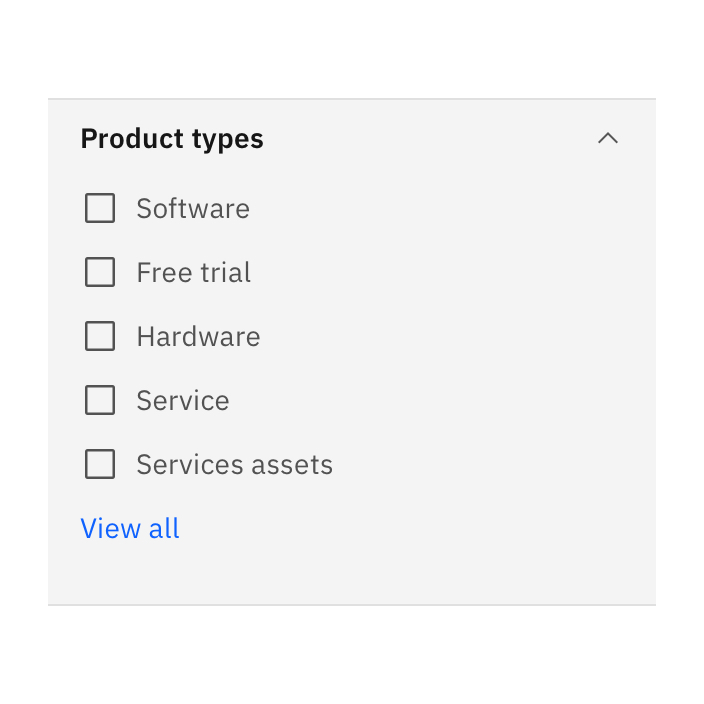 Product types
Software
Free trial
Hardware
Service
Services assets
View all